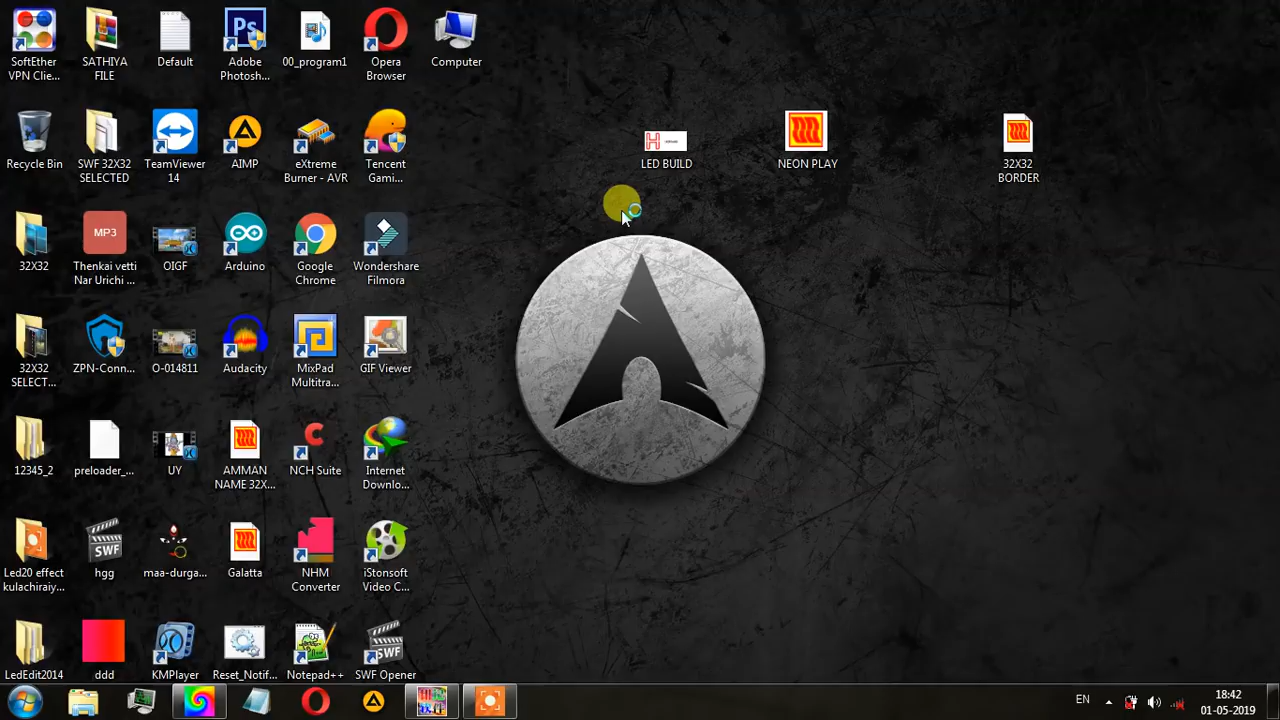 SoftEther
VPN Clie...
SATHIYA
FILE
Default
Adobe
Photosh...
00_program1
Opera
Browser
Computer
Recycle Bin
SWF 32X32
SELECTED
TeamViewer
14
AIMP
eXtreme
Burner - AVR
Tencent
Gami...
LED BUILD
NEON PLAY
32X32
BORDER
32X32
MP3
Thenkai vetti
Nar Urichi ...
OIGF
Arduino
Google
Chrome
Wondershare
Filmora
32X32
SELECT...
ZPN-Conn...
O-014811
Audacity
MixPad
Multitra...
GIF Viewer
12345_2
preloader_...
UY
AMMAN
NAME 32X...
NCH Suite
Internet
Downlo...
Led20 effect
kulachiraiy...
SWF
hgg
maa-durga...
Galatta
NHM
Converter
iStonsoft
Video C...
LedEdit2014
ddd
KMPlayer
Reset_Notif...
Notepad++
SWF
SWF Opener
EN
18:42
01-05-2019